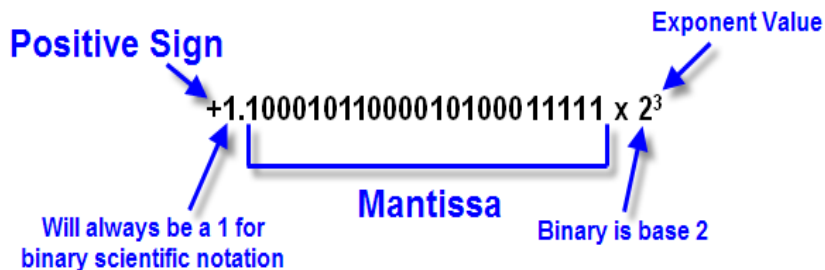 Exponent Value
Positive Sign
+1.10001011000010100011111 x 2³
Mantissa
Will always be a 1 for
binary scientific notation
Binary is base 2